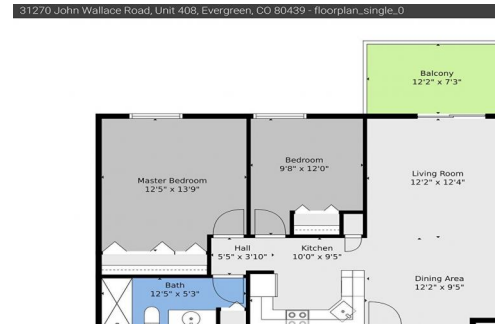 31270 John Wallace Road, Unit 408, Evergreen, CO 80439 - floorplan_single_0
Balcony
12'2" x 7'3"
Bedroom
9'8" x 12'0"
Master Bedroom
12'5" x 13'9"
Living Room
12'2" x 12'4"
Hall
5'5" x 3'10"
Kitchen
10'0" x 9'5"
Dining Area
12'2" x 9'5"
Bath
12'5" x 5'3"